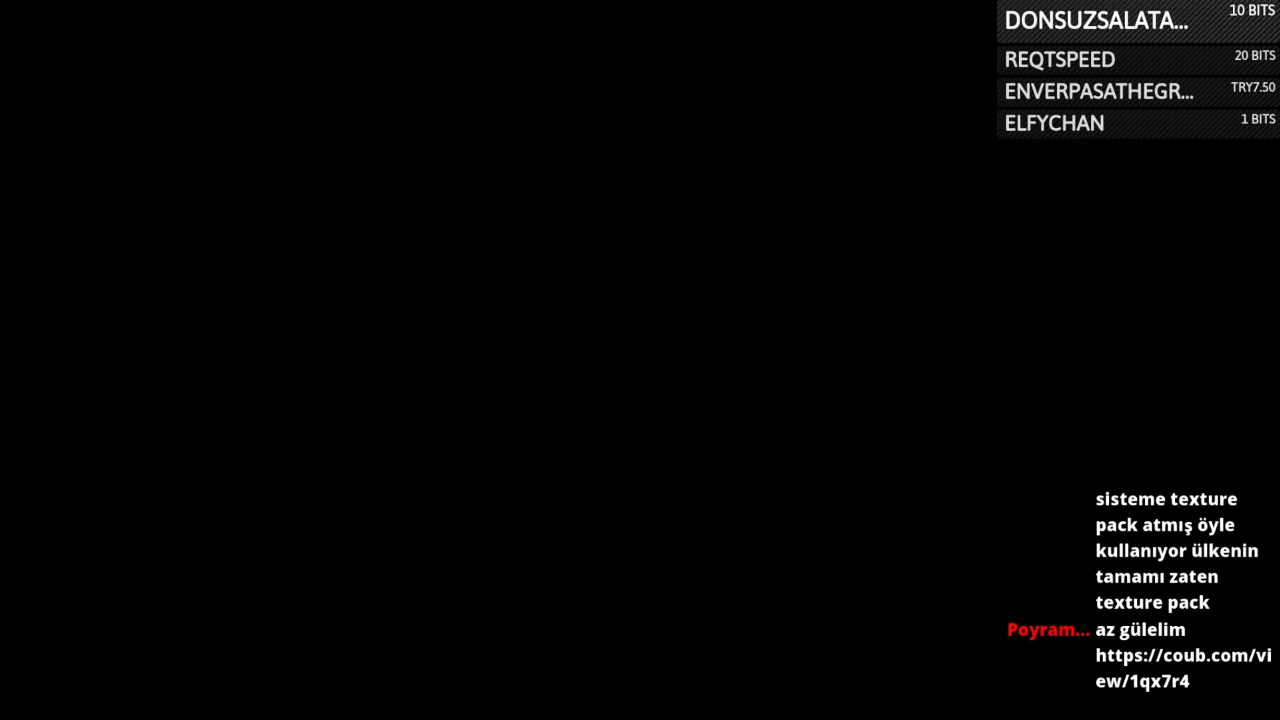 DONSUZSALATA... 10 BITS
REQTSPEED 20 BITS
ENVERPASATHEGR... TRY7.50
ELFYCHAN 1 BITS
sisteme texture
pack atmış öyle
kullanıyor ülkenin
tamamı zaten
texture pack
Poyram... az gülelim
https://coub.com/vi
ew/1qx7r4